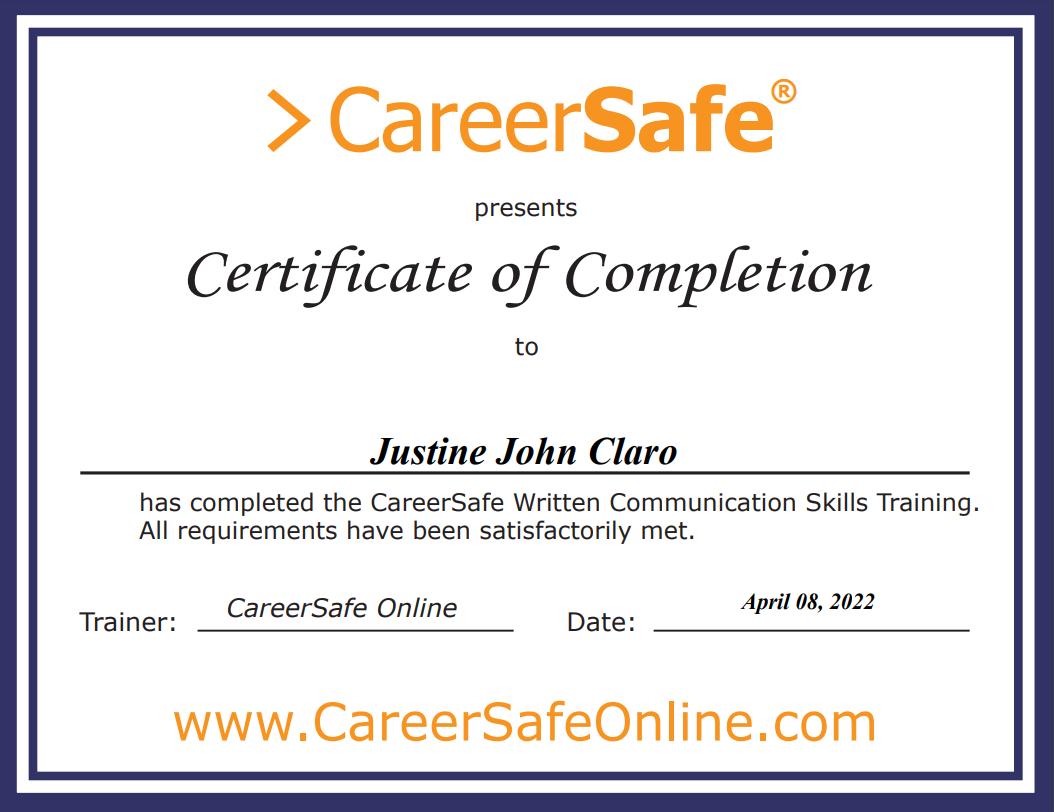 > CareerSafe®
presents
Certificate of Completion
to
Justine John Claro
has completed the CareerSafe Written Communication Skills Training.
All requirements have been satisfactorily met.
Trainer: CareerSafe Online Date: April 08, 2022
www.CareerSafeOnline.com